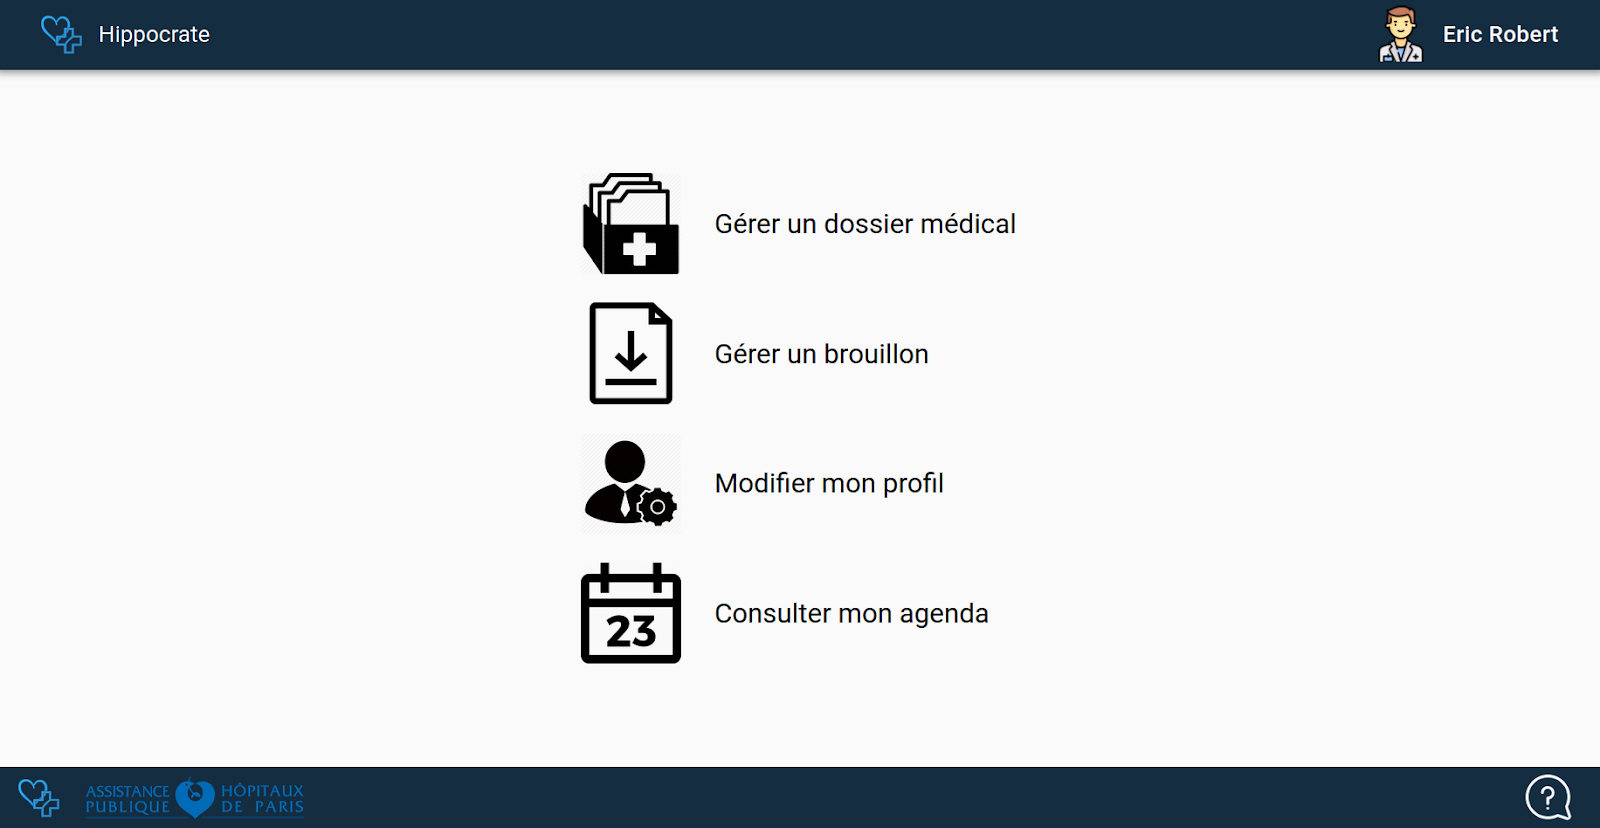 Hippocrate
Eric Robert
Gérer un dossier médical
Gérer un brouillon
Modifier mon profil
23
Consulter mon agenda
ASSISTANCE HÔPITAUX
PUBLIQUE DE PARIS
?